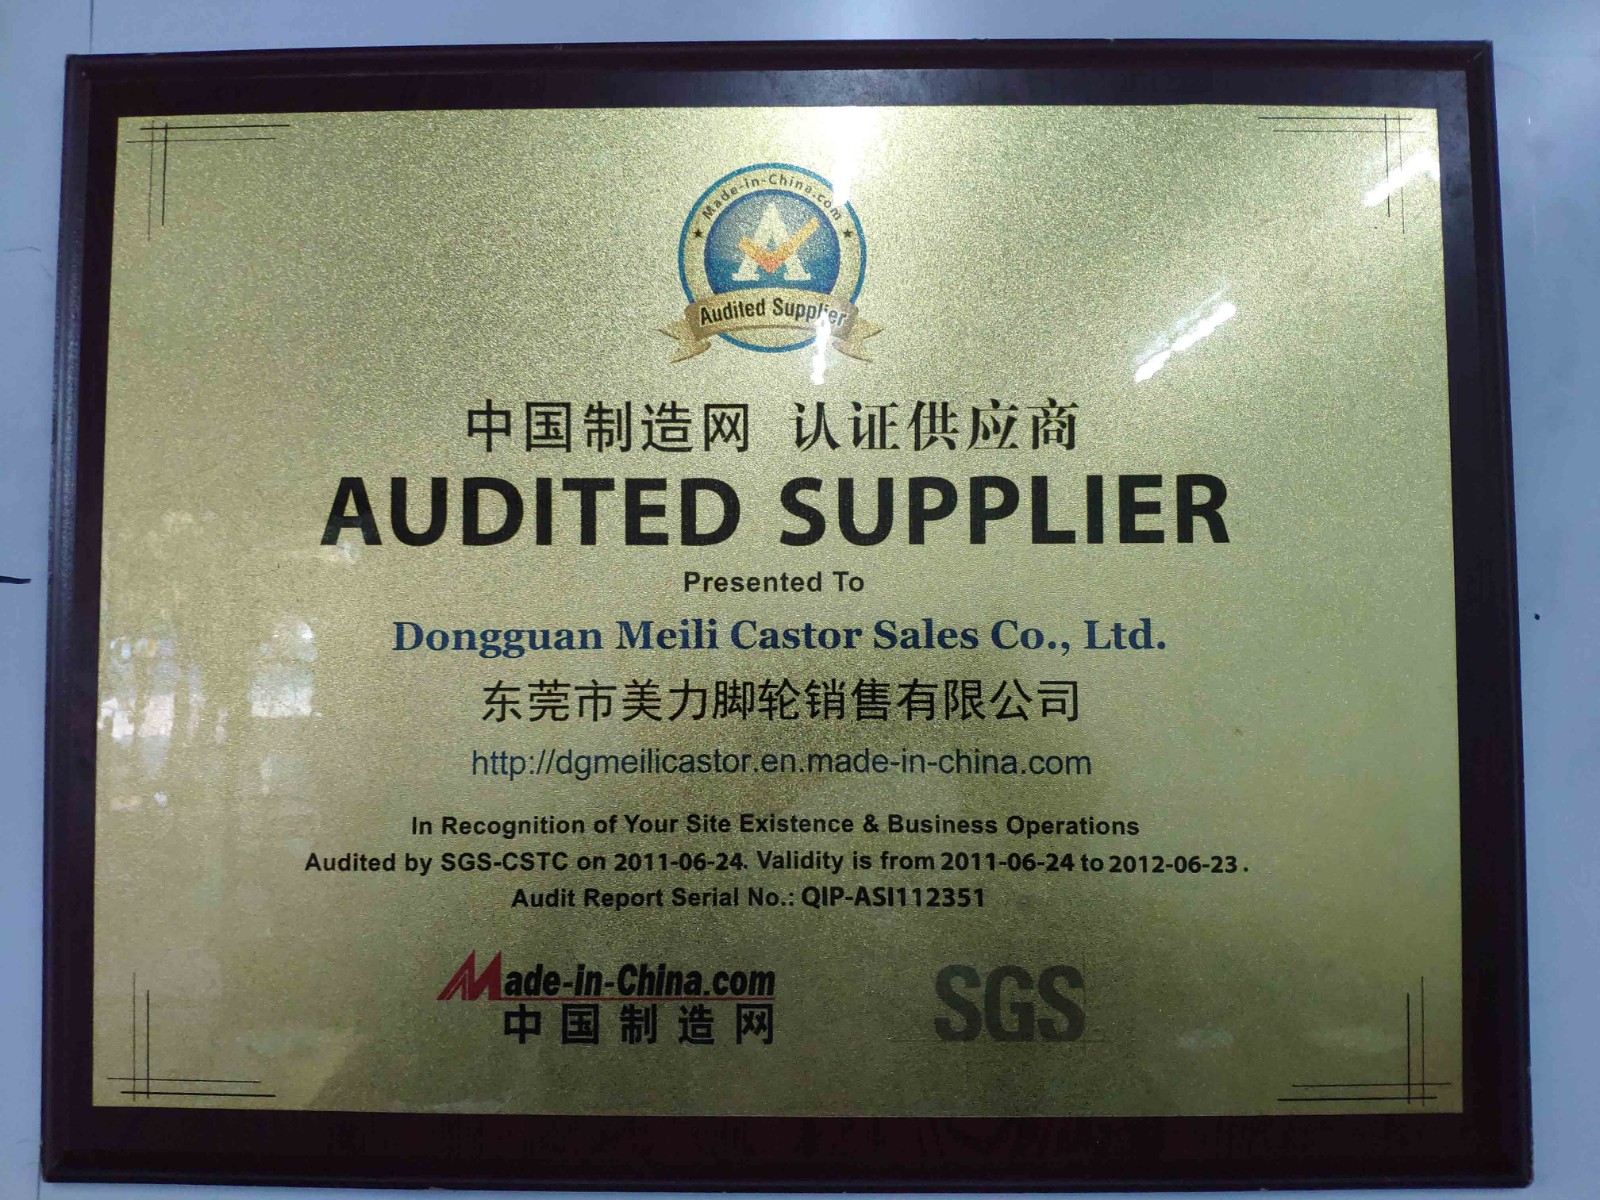 Made-in-China.com
A
Audited Supplier
中国制造网 认证供应商
AUDITED SUPPLIER
Presented To
Dongguan Meili Castor Sales Co., Ltd.
东莞市美力脚轮销售有限公司
http://dgmeilicastor.en.made-in-china.com
In Recognition of Your Site Existence & Business Operations
Audited by SGS-CSTC on 2011-06-24. Validity is from 2011-06-24 to 2012-06-23.
Audit Report Serial No.: QIP-ASI112351
Made-in-China.com
中国制造网
SGS